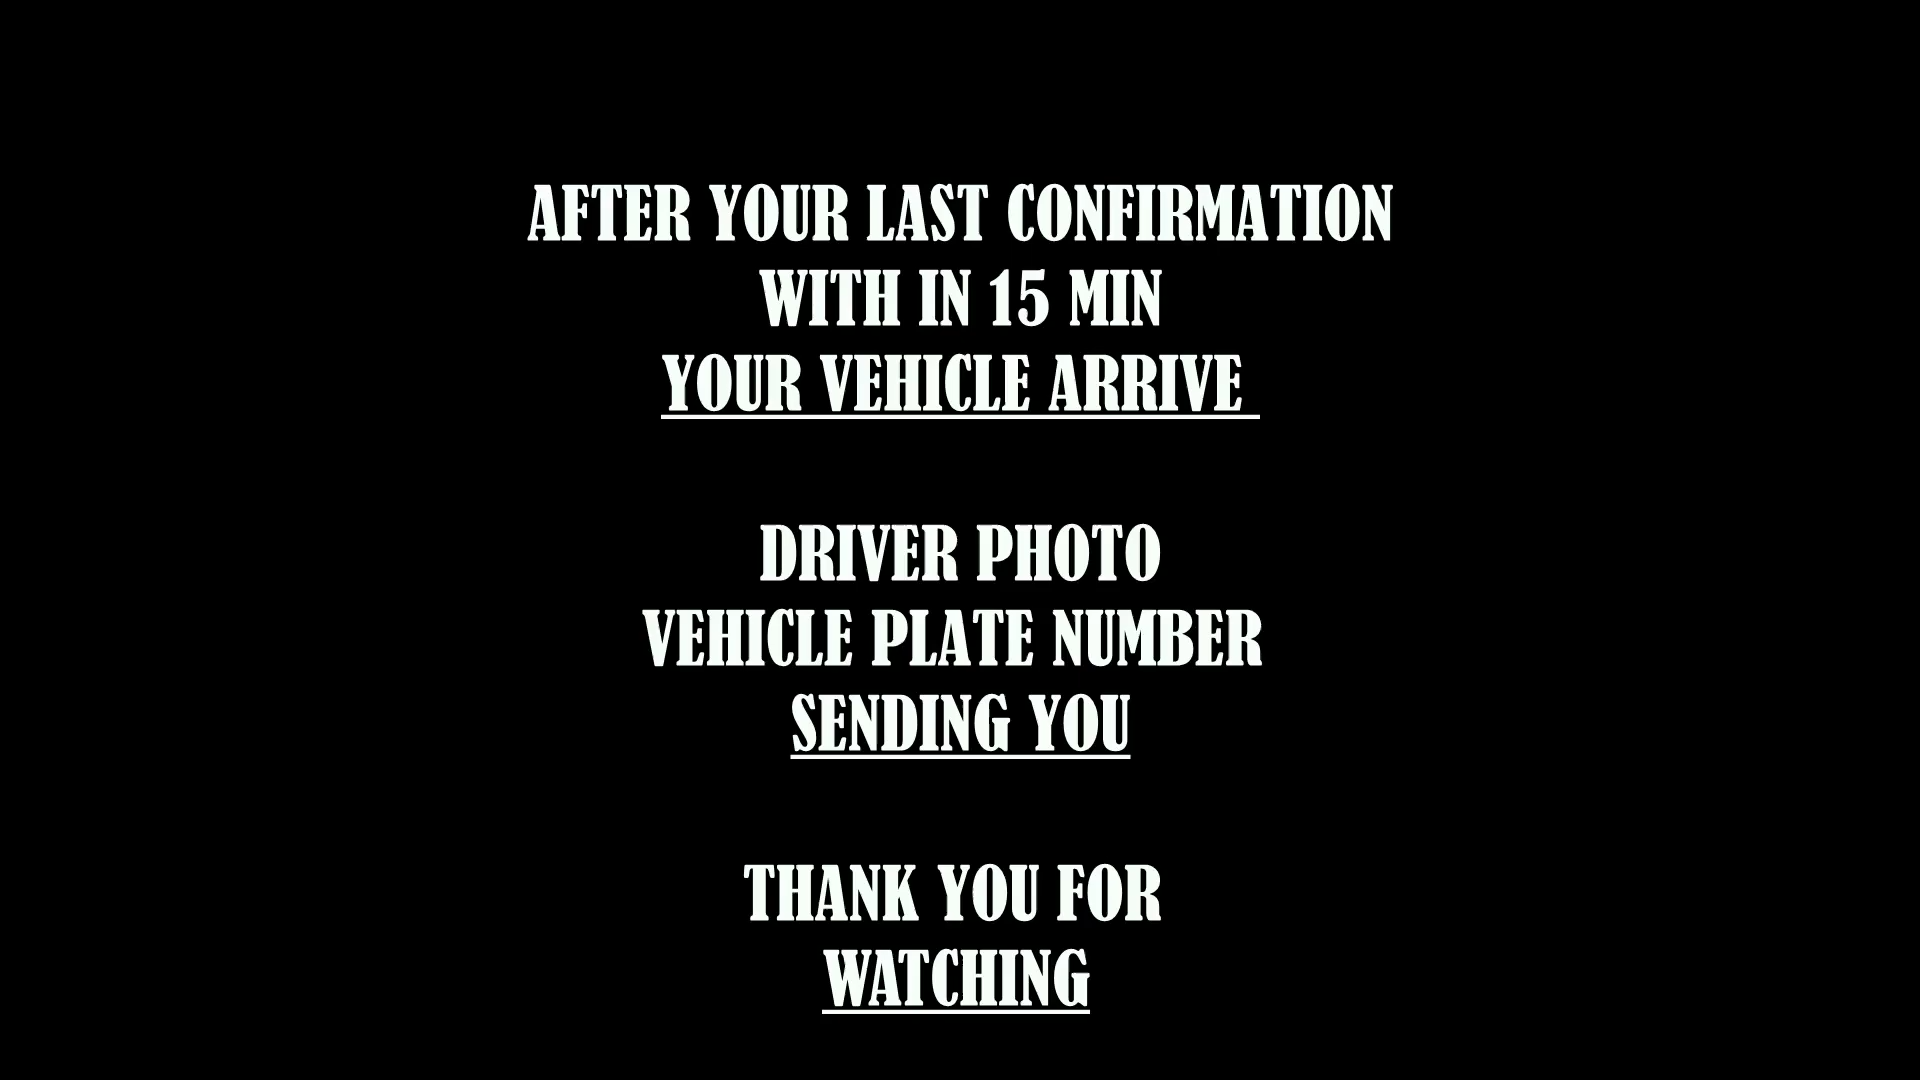 AFTER YOUR LAST CONFIRMATION
WITH IN 15 MIN
YOUR VEHICLE ARRIVE
DRIVER PHOTO
VEHICLE PLATE NUMBER
SENDING YOU
THANK YOU FOR
WATCHING